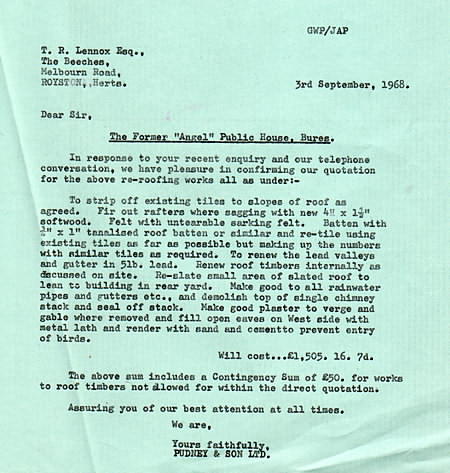 GWP/JAP
T. R. Lennox Esq.,
The Beeches,
Melbourn Road,
ROYSTON, Herts.
3rd September, 1968.
Dear Sir,
The Former "Angel" Public House, Bures.
In response to your recent enquiry and our telephone
conversation, we have pleasure in confirming our quotation
for the above re-roofing works all as under:-
To strip off existing tiles to slopes of roof as
agreed. Fir out rafters where sagging with new 4" x 1½"
softwood. Felt with untearable sarking felt. Batten with
x 1" tanalised roof batten or similar and re-tile using
existing tiles as far as possible but making up the numbers
with similar tiles as required. To renew the lead valleys
and gutter in 5lb. lead. Renew roof timbers internally as
discussed on site. Re-slate small area of slated roof to
lean to building in rear yard. Make good to all rainwater
pipes and gutters etc., and demolish top of single chimney
stack and seal off stack. Make good plaster to verge and
gable where removed and fill open eaves on West side with
metal lath and render with sand and cementto prevent entry
of birds.
Will cost...£1,505. 16. 7d.
The above sum includes a Contingency Sum of £50. for works
to roof timbers not allowed for within the direct quotation.
Assuring you of our best attention at all times.
We are,
Yours faithfully,
PUDNEY & SON LTD.